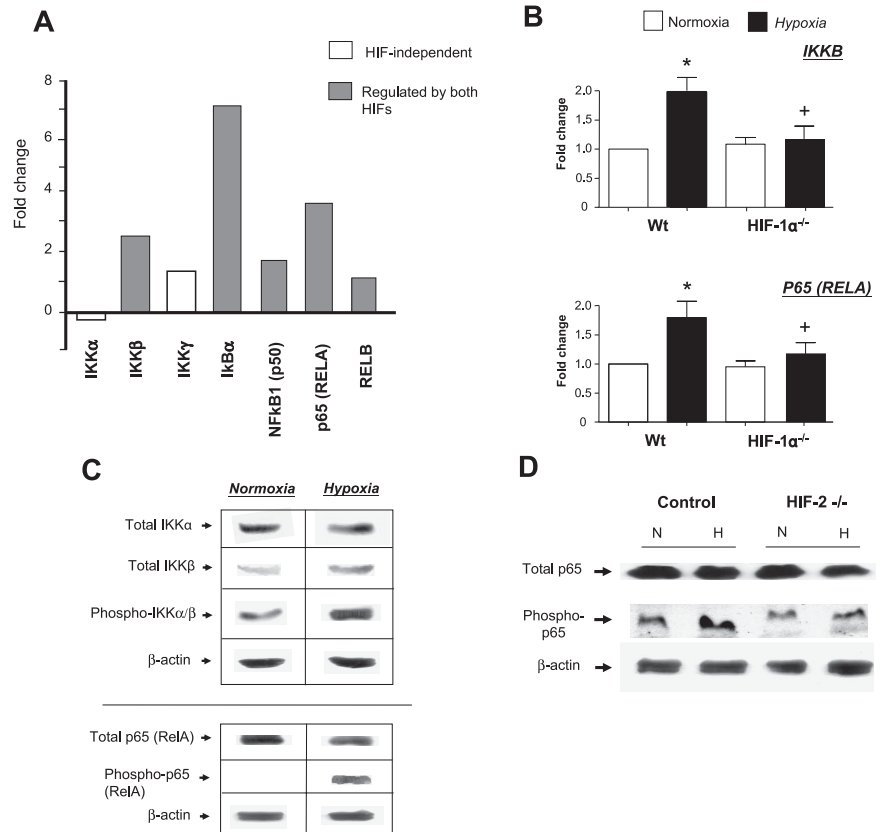 A
HIF-independent
Regulated by both
HIFs
Fold change
8
6
4
2
0
IKKα
IKKβ
IKKγ
IkBα
NFkB1 (p50)
p65 (RELA)
RELB
B
Normoxia
Hypoxia
IKKB
Fold change
2.0
1.5
1.0
0.5
0
*
+
Wt
HIF-1α-/-
P65 (RELA)
Fold change
2.0
1.5
1.0
0.5
0
*
+
Wt
HIF-1α-/-
C
Normoxia
Hypoxia
Total IKKα
Total IKKβ
Phospho-IKKα/β
β-actin
Total p65 (RelA)
Phospho-p65
(RelA)
β-actin
D
Control
HIF-2 -/-
N
H
N
H
Total p65
Phospho-
p65
β-actin